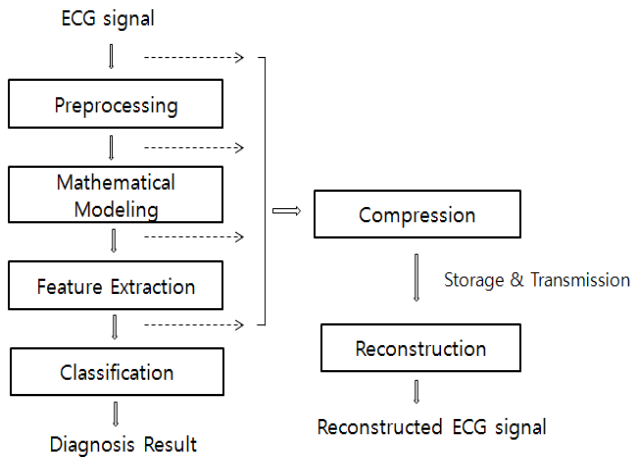 ECG signal
Preprocessing
Mathematical
Modeling
Feature Extraction
Classification
Diagnosis Result
Compression
Storage & Transmission
Reconstruction
Reconstructed ECG signal